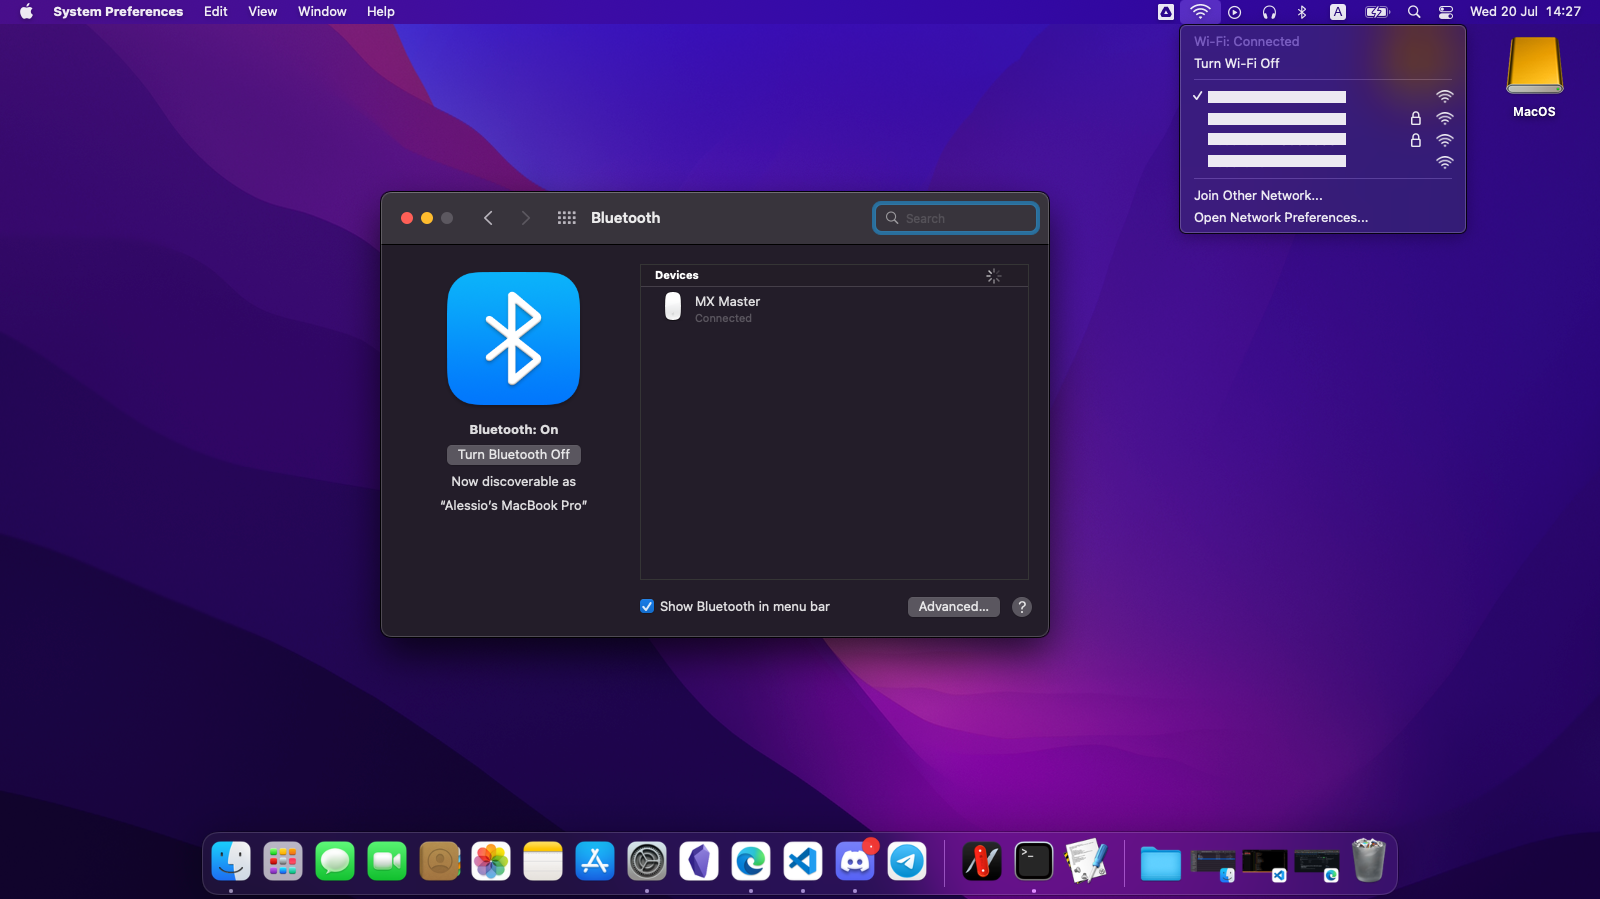 System Preferences Edit View Window Help
A Wed 20 Jul 14:27
Wi-Fi: Connected
Turn Wi-Fi Off
Join Other Network...
Open Network Preferences...
MacOS
Bluetooth
Search
Devices
MX Master
Connected
Bluetooth: On
Turn Bluetooth Off
Now discoverable as
“Alessio’s MacBook Pro”
Show Bluetooth in menu bar
Advanced...
?
>_